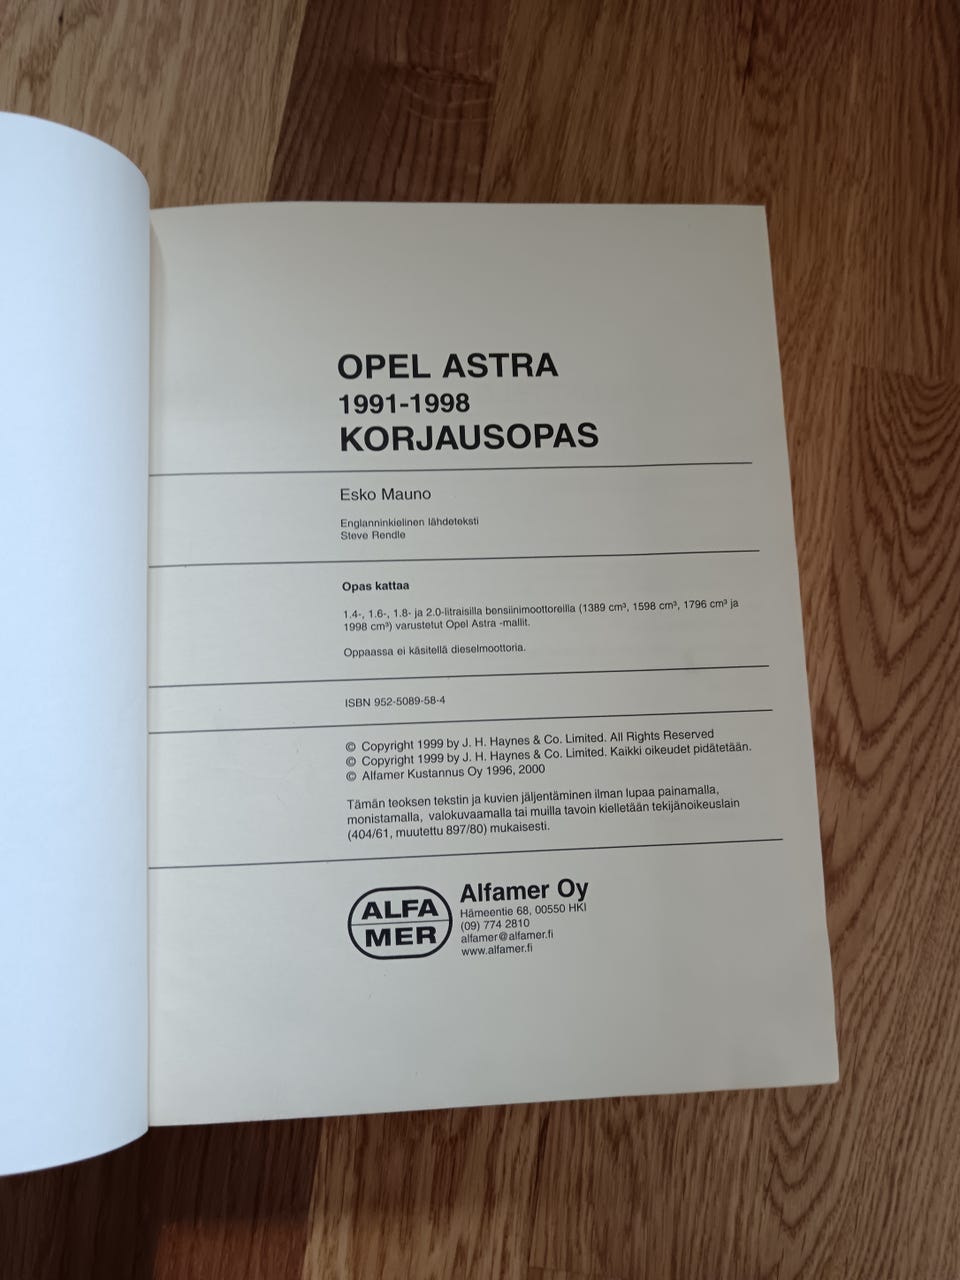 OPEL ASTRA
1991-1998
KORJAUSOPAS
Esko Mauno
Englanninkielinen lähdeteksti
Steve Rendle
Opas kattaa
1.4-, 1.6-, 1.8- ja 2.0-litraisilla bensiinimoottoreilla (1389 cm³, 1598 cm³, 1796 cm³ ja
1998 cm³) varustetut Opel Astra -mallit.
Oppaassa ei käsitellä dieselmoottoria.
ISBN 952-5089-58-4
© Copyright 1999 by J. H. Haynes & Co. Limited. All Rights Reserved
© Copyright 1999 by J. H. Haynes & Co. Limited. Kaikki oikeudet pidätetään.
© Alfamer Kustannus Oy 1996, 2000
Tämän teoksen tekstin ja kuvien jäljentäminen ilman lupaa painamalla,
monistamalla, valokuvaamalla tai muilla tavoin kielletään tekijänoikeuslain
(404/61, muutettu 897/80) mukaisesti.
ALFA
MER
Alfamer Oy
Hämeentie 68, 00550 HKI
(09) 774 2810
alfamer@alfamer.fi
www.alfamer.fi